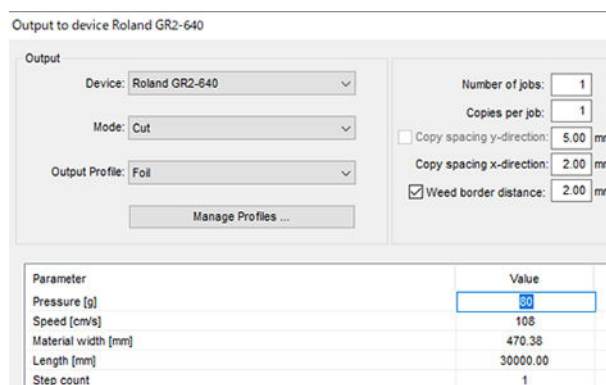 Output to device Roland GR2-640
Output
Device: Roland GR2-640
Mode: Cut
Output Profile: Foil
Manage Profiles ...
Number of jobs: 1
Copies per job: 1
Copy spacing y-direction: 5.00 mm
Copy spacing x-direction: 2.00 mm
Weed border distance: 2.00 mm
Parameter Value
Pressure [g] 80
Speed [cm/s] 108
Material width [mm] 470.38
Length [mm] 30000.00
Step count 1